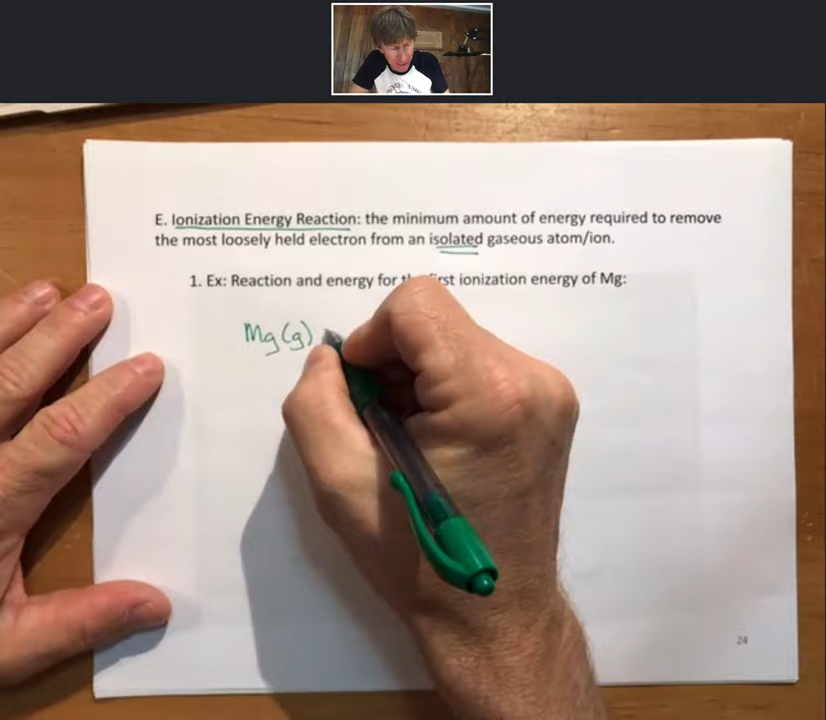 E. Ionization Energy Reaction: the minimum amount of energy required to remove
the most loosely held electron from an isolated gaseous atom/ion.
1. Ex: Reaction and energy for ionization energy of Mg:
Mg(g)
24